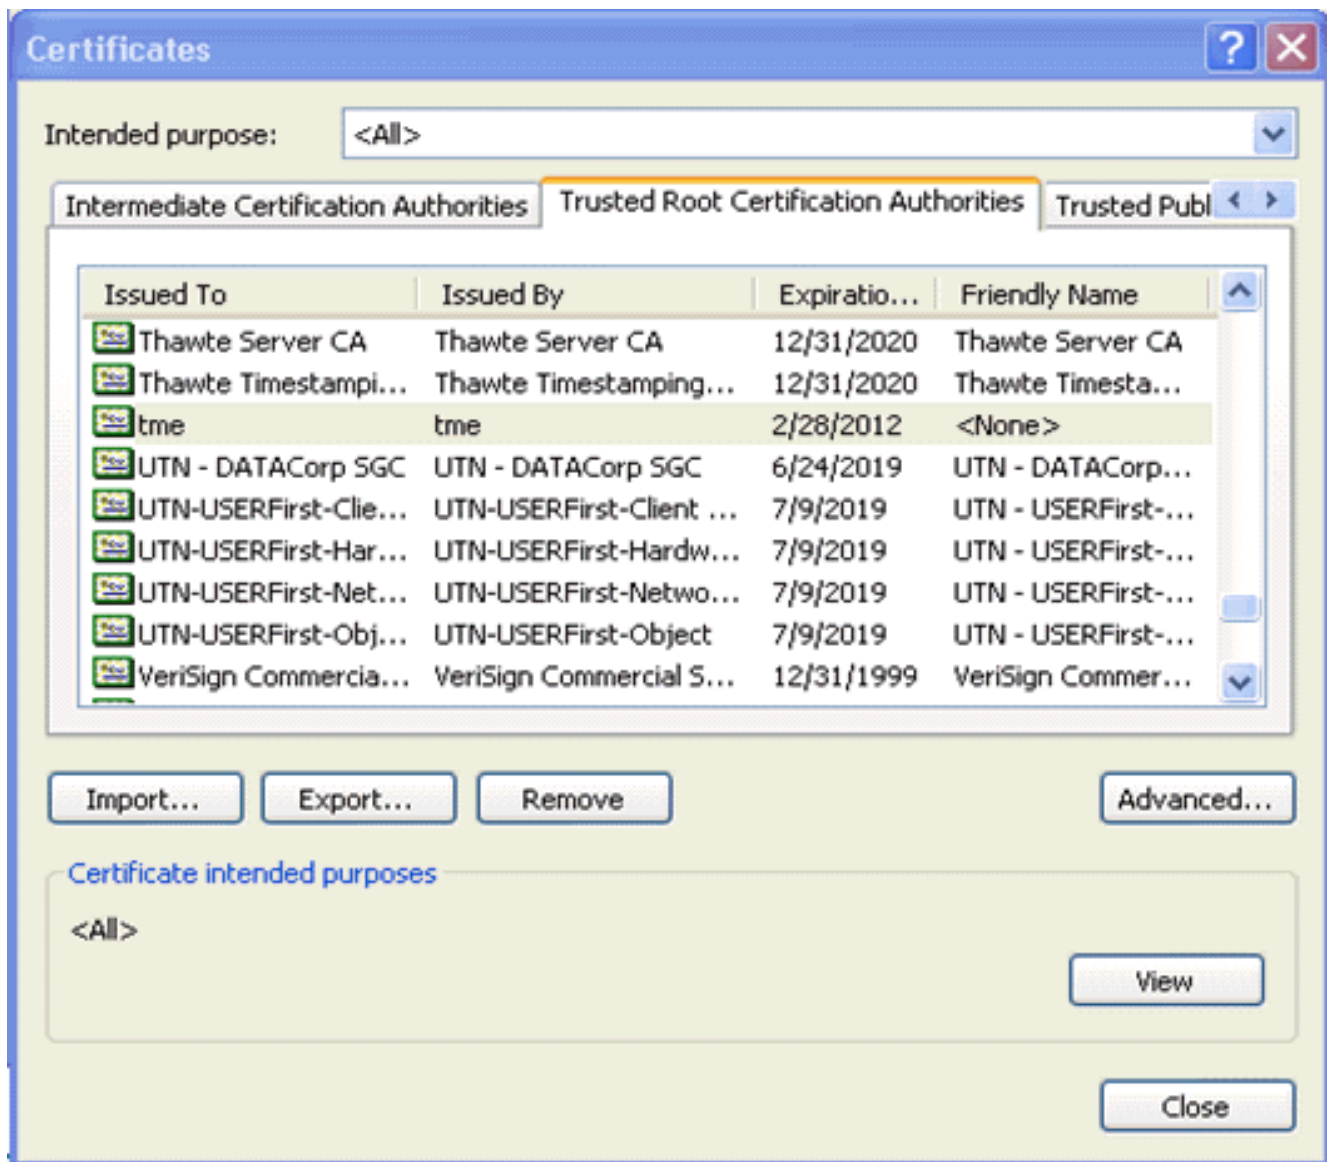 Certificates
Intended purpose: <All>
Intermediate Certification Authorities Trusted Root Certification Authorities Trusted Publ
Issued To Issued By Expiratio... Friendly Name
Thawte Server CA Thawte Server CA 12/31/2020 Thawte Server CA
Thawte Timestampi... Thawte Timestamping... 12/31/2020 Thawte Timesta...
tme tme 2/28/2012 <None>
UTN - DATACorp SGC UTN - DATACorp SGC 6/24/2019 UTN - DATACorp...
UTN-USERFirst-Clie... UTN-USERFirst-Client ... 7/9/2019 UTN - USERFirst-...
UTN-USERFirst-Har... UTN-USERFirst-Hardw... 7/9/2019 UTN - USERFirst-...
UTN-USERFirst-Net... UTN-USERFirst-Netwo... 7/9/2019 UTN - USERFirst-...
UTN-USERFirst-Obj... UTN-USERFirst-Object 7/9/2019 UTN - USERFirst-...
VeriSign Commercia... VeriSign Commercial S... 12/31/1999 VeriSign Commer...
Import... Export... Remove Advanced...
Certificate intended purposes
<All>
View
Close